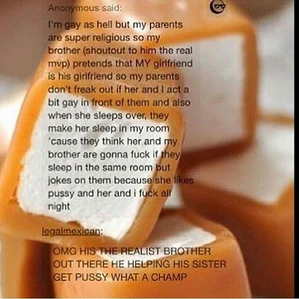 Anonymous said:
I'm gay as hell but my parents
are super religious so my
brother (shoutout to him the real
mvp) pretends that MY girlfriend
is his girlfriend so my parents
don't freak out if her and I act a
bit gay in front of them and also
when she sleeps over, they
make her sleep in my room
'cause they think her and my
brother are gonna fuck if they
sleep in the same room but
jokes on them because she likes
pussy and her and i fuck all
night
legalmexican:
OMG HIS THE REALIST BROTHER
OUT THERE HE HELPING HIS SISTER
GET PUSSY WHAT A CHAMP